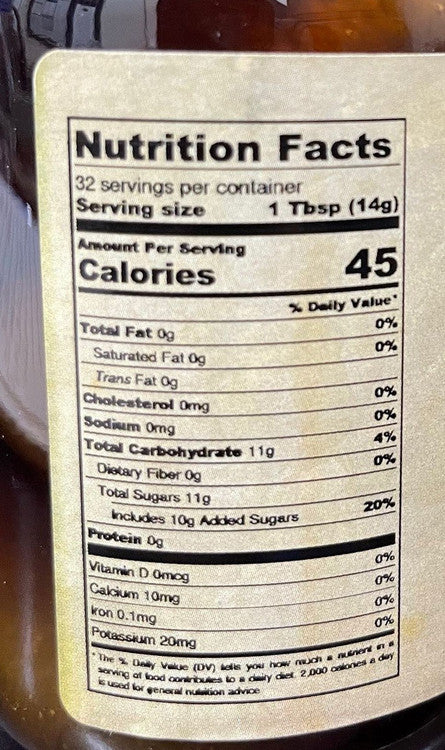 Nutrition Facts
32 servings per container
Serving size 1 Tbsp (14g)
Amount Per Serving
Calories 45
% Daily Value*
Total Fat 0g 0%
Saturated Fat 0g 0%
Trans Fat 0g
Cholesterol 0mg 0%
Sodium 0mg 0%
Total Carbohydrate 11g 4%
Dietary Fiber 0g 0%
Total Sugars 11g
Includes 10g Added Sugars 20%
Protein 0g
Vitamin D 0mcg 0%
Calcium 10mg 0%
Iron 0.1mg 0%
Potassium 20mg 0%
*The % Daily Value (DV) tells you how much a nutrient in a
serving of food contributes to a daily diet. 2,000 calories a day
is used for general nutrition advice